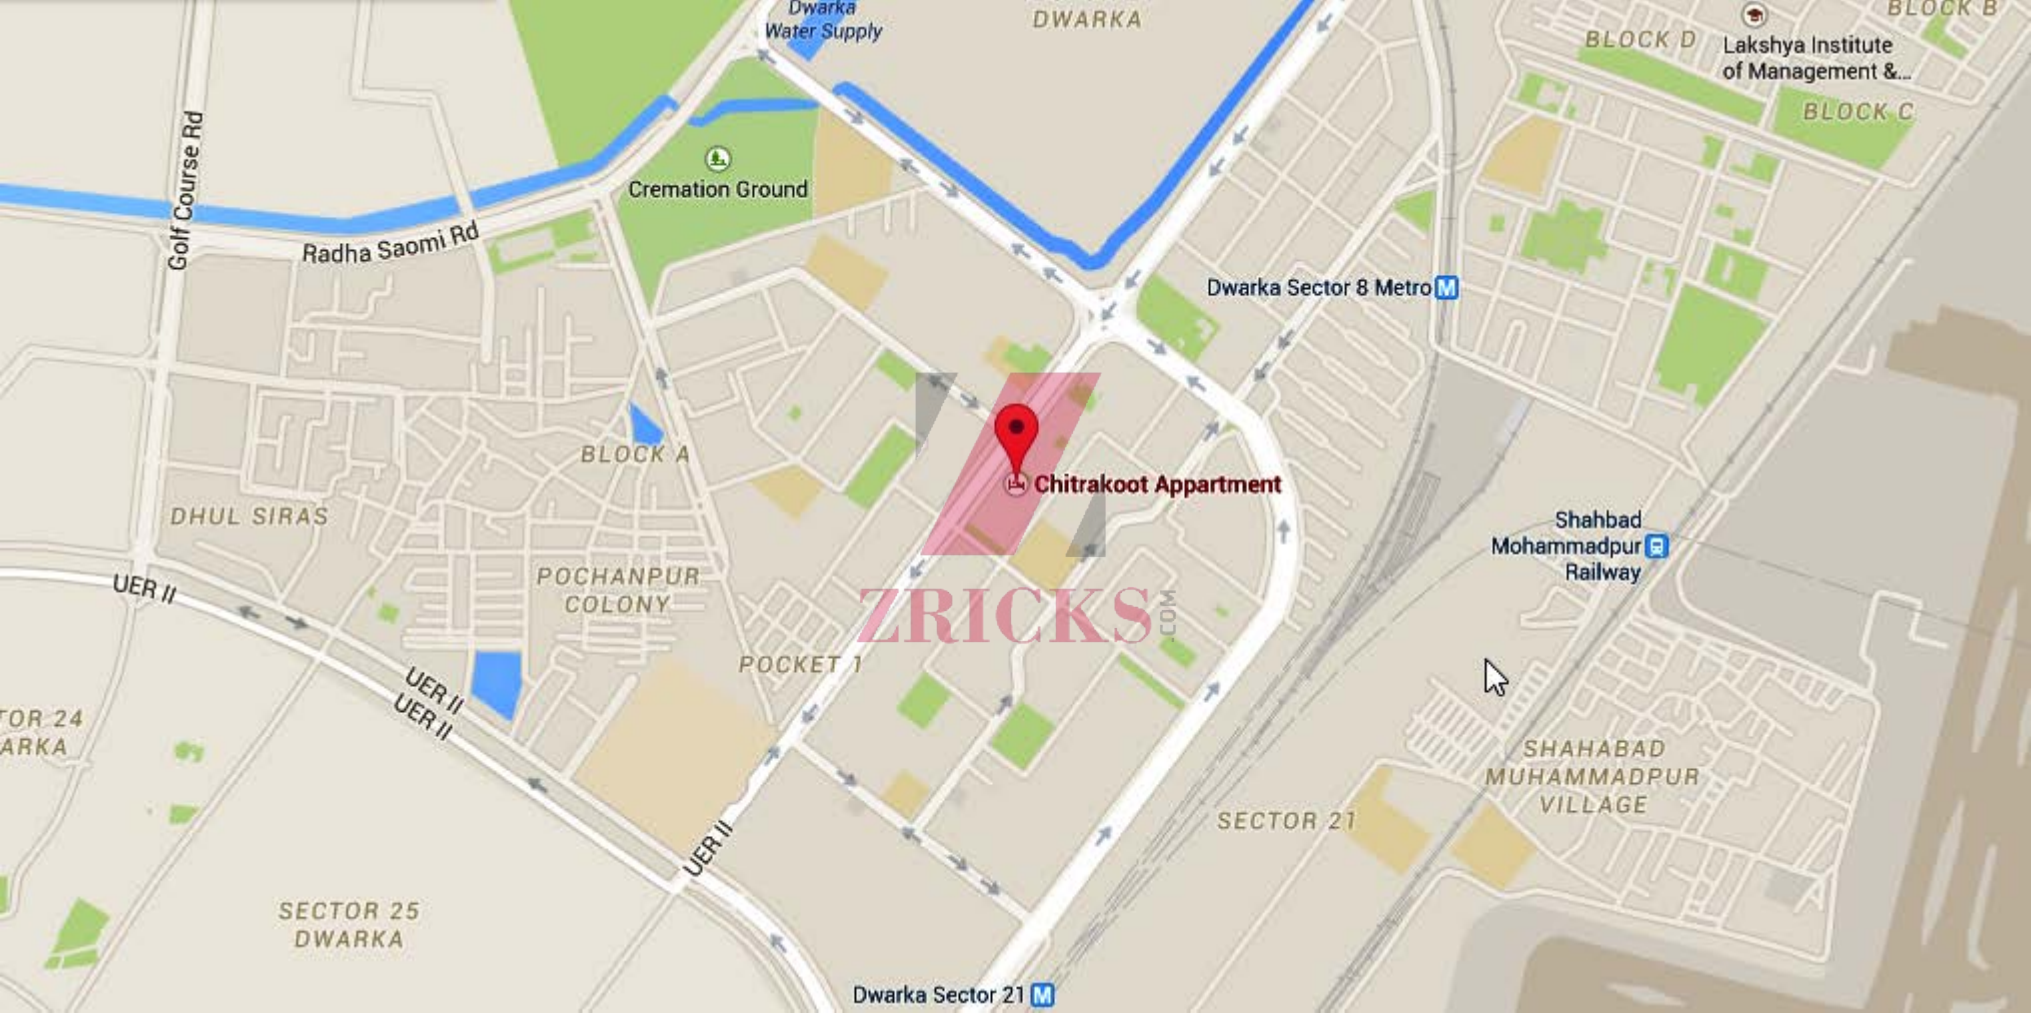 Dwarka
Water Supply
DWARKA
BLOCK B
BLOCK D
Lakshya Institute
of Management &...
BLOCK C
Golf Course Rd
Cremation Ground
Radha Saomi Rd
Dwarka Sector 8 Metro
M
BLOCK A
Chitrakoot Appartment
DHUL SIRAS
Shahbad
Mohammadpur
Railway
UER II
POCHANPUR
COLONY
ZRICKS
.COM
POCKET 1
UER II
UER II
TOR 24
ARKA
SHAHABAD
MUHAMMADPUR
VILLAGE
SECTOR 21
UER II
SECTOR 25
DWARKA
Dwarka Sector 21
M